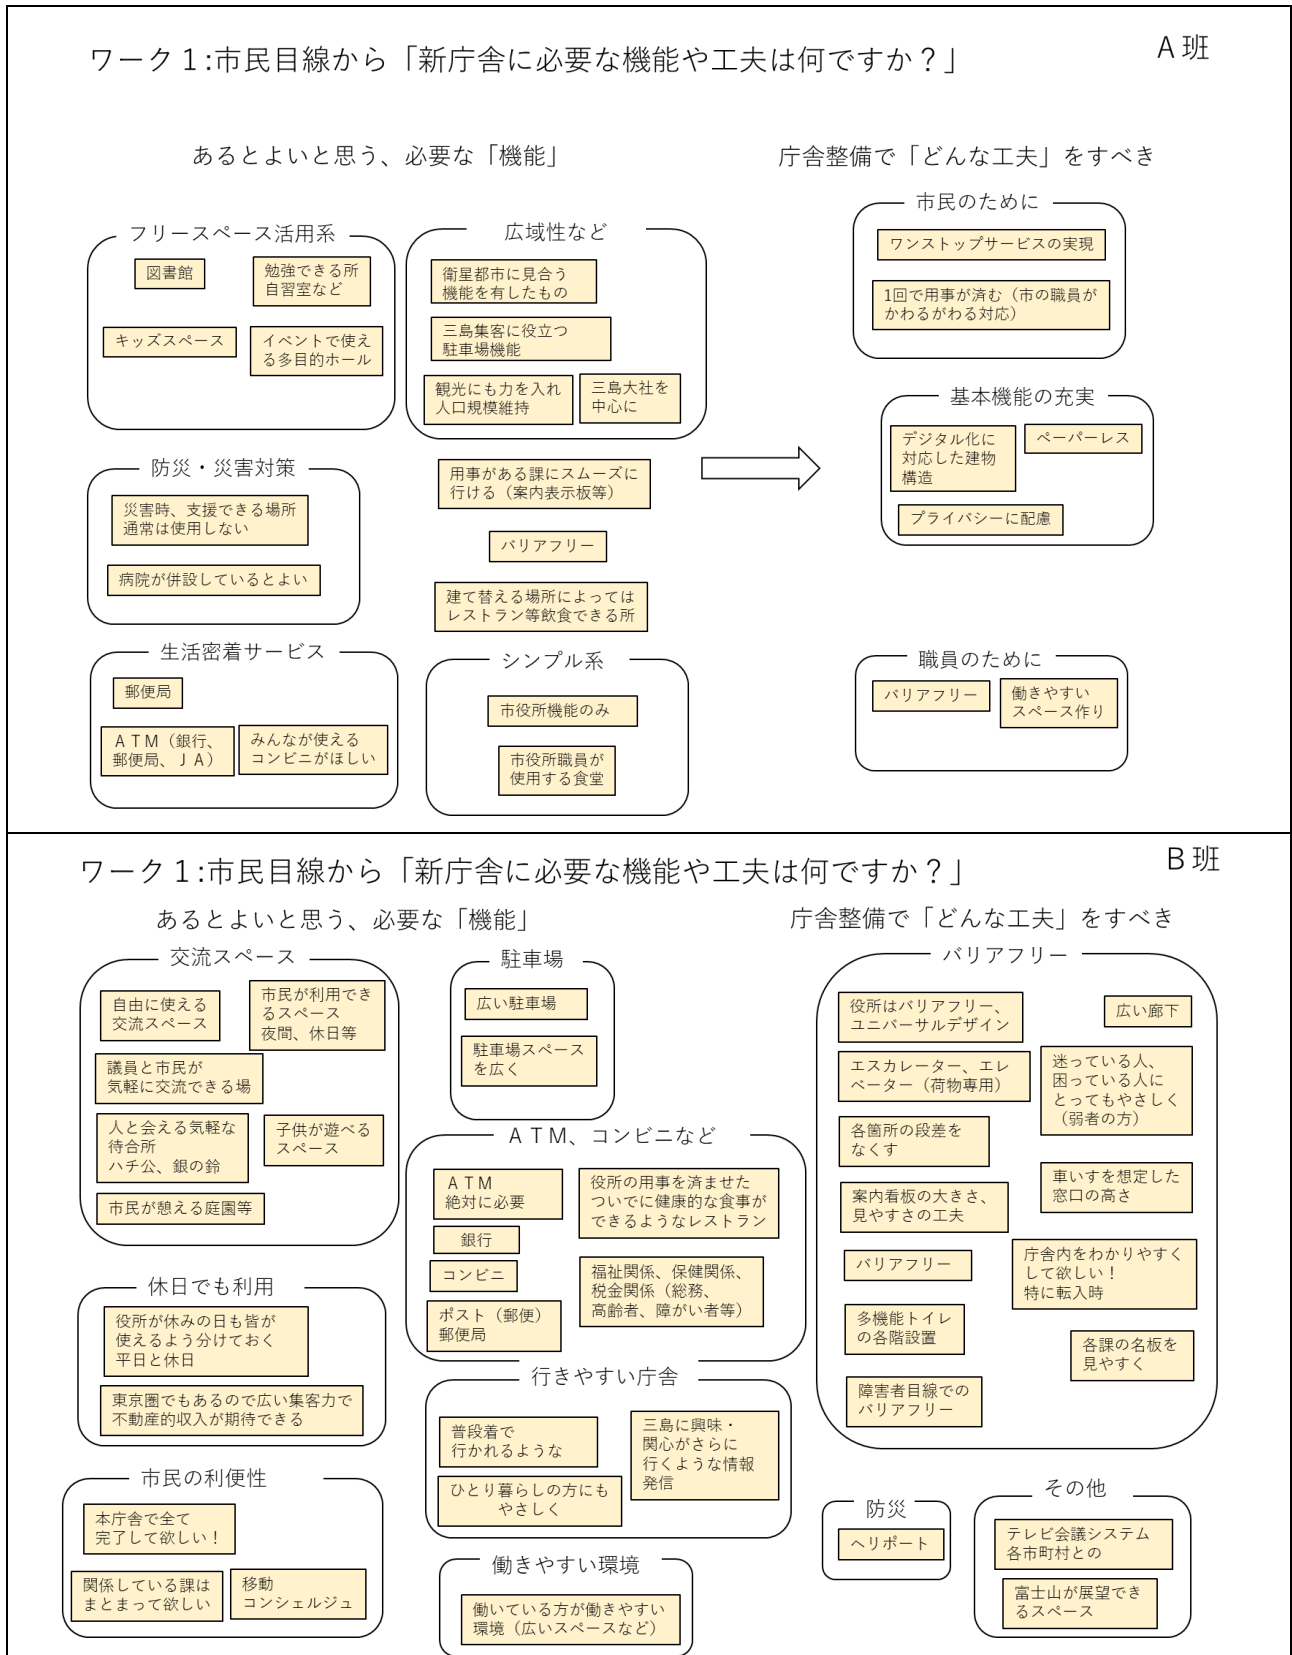 ワーク１:市民目線から「新庁舎に必要な機能や工夫は何ですか？」
Ａ班
あるとよいと思う、必要な「機能」
庁舎整備で「どんな工夫」をすべき
フリースペース活用系
図書館
勉強できる所
自習室など
キッズスペース
イベントで使え
る多目的ホール
広域性など
衛星都市に見合う
機能を有したもの
三島集客に役立つ
駐車場機能
観光にも力を入れ
人口規模維持
三島大社を
中心に
防災・災害対策
災害時、支援できる場所
通常は使用しない
病院が併設しているとよい
用事がある課にスムーズに
行ける（案内表示板等）
バリアフリー
建て替える場所によっては
レストラン等飲食できる所
生活密着サービス
郵便局
ＡＴＭ（銀行、
郵便局、ＪＡ）
みんなが使える
コンビニがほしい
シンプル系
市役所機能のみ
市役所職員が
使用する食堂
市民のために
ワンストップサービスの実現
1回で用事が済む（市の職員が
かわるがわる対応）
基本機能の充実
デジタル化に
対応した建物
構造
ペーパーレス
プライバシーに配慮
職員のために
バリアフリー
働きやすい
スペース作り
ワーク１:市民目線から「新庁舎に必要な機能や工夫は何ですか？」
Ｂ班
あるとよいと思う、必要な「機能」
庁舎整備で「どんな工夫」をすべき
交流スペース
自由に使える
交流スペース
市民が利用でき
るスペース
夜間、休日等
議員と市民が
気軽に交流できる場
人と会える気軽な
待合所
ハチ公、銀の鈴
子供が遊べる
スペース
市民が憩える庭園等
駐車場
広い駐車場
駐車場スペース
を広く
ＡＴＭ、コンビニなど
ＡＴＭ
絶対に必要
役所の用事を済ませた
ついでに健康的な食事が
できるようなレストラン
銀行
コンビニ
福祉関係、保健関係、
税金関係（総務、
高齢者、障がい者等）
ポスト（郵便）
郵便局
休日でも利用
役所が休みの日も皆が
使えるよう分けておく
平日と休日
東京圏でもあるので広い集客力で
不動産的収入が期待できる
行きやすい庁舎
普段着で
行かれるような
三島に興味・
関心がさらに
行くような情報
発信
ひとり暮らしの方にも
やさしく
市民の利便性
本庁舎で全て
完了して欲しい！
関係している課は
まとまって欲しい
移動
コンシェルジュ
働きやすい環境
働いている方が働きやすい
環境（広いスペースなど）
バリアフリー
役所はバリアフリー、
ユニバーサルデザイン
広い廊下
エスカレーター、エレ
ベーター（荷物専用）
迷っている人、
困っている人に
とってもやさしく
（弱者の方）
各箇所の段差を
なくす
車いすを想定した
窓口の高さ
案内看板の大きさ、
見やすさの工夫
バリアフリー
庁舎内をわかりやすく
して欲しい！
特に転入時
多機能トイレ
の各階設置
各課の名板を
見やすく
障害者目線での
バリアフリー
防災
ヘリポート
その他
テレビ会議システム
各市町村との
富士山が展望でき
るスペース